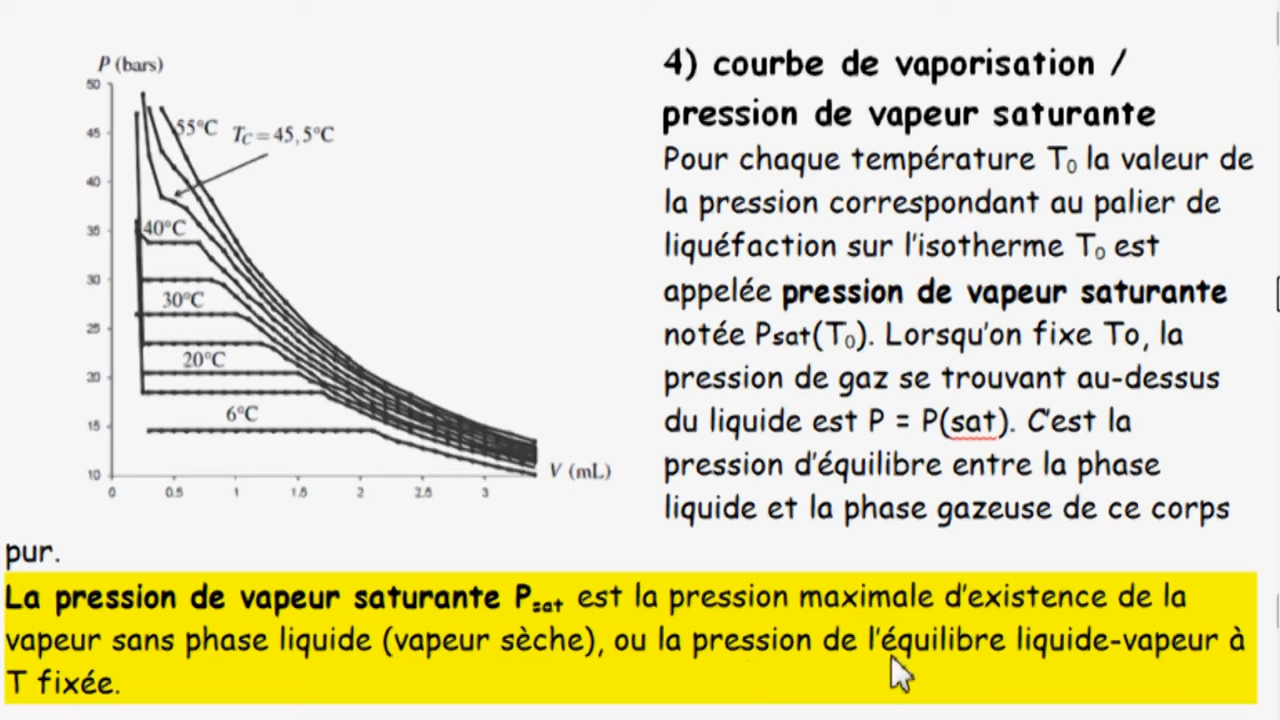 P (bars)
50
45
40
35
30
25
20
15
10
0
0.5
1
1.5
2
2.5
3
V (mL)
55°C
T_C = 45,5°C
40°C
30°C
20°C
6°C
4) courbe de vaporisation /
pression de vapeur saturante
Pour chaque température T₀ la valeur de
la pression correspondant au palier de
liquéfaction sur l'isotherme T₀ est
appelée pression de vapeur saturante
notée Psat(T₀). Lorsqu'on fixe To, la
pression de gaz se trouvant au-dessus
du liquide est P = P(sat). C'est la
pression d'équilibre entre la phase
liquide et la phase gazeuse de ce corps
pur.
La pression de vapeur saturante Pₛₐₜ est la pression maximale d'existence de la
vapeur sans phase liquide (vapeur sèche), ou la pression de l'équilibre liquide-vapeur à
T fixée.